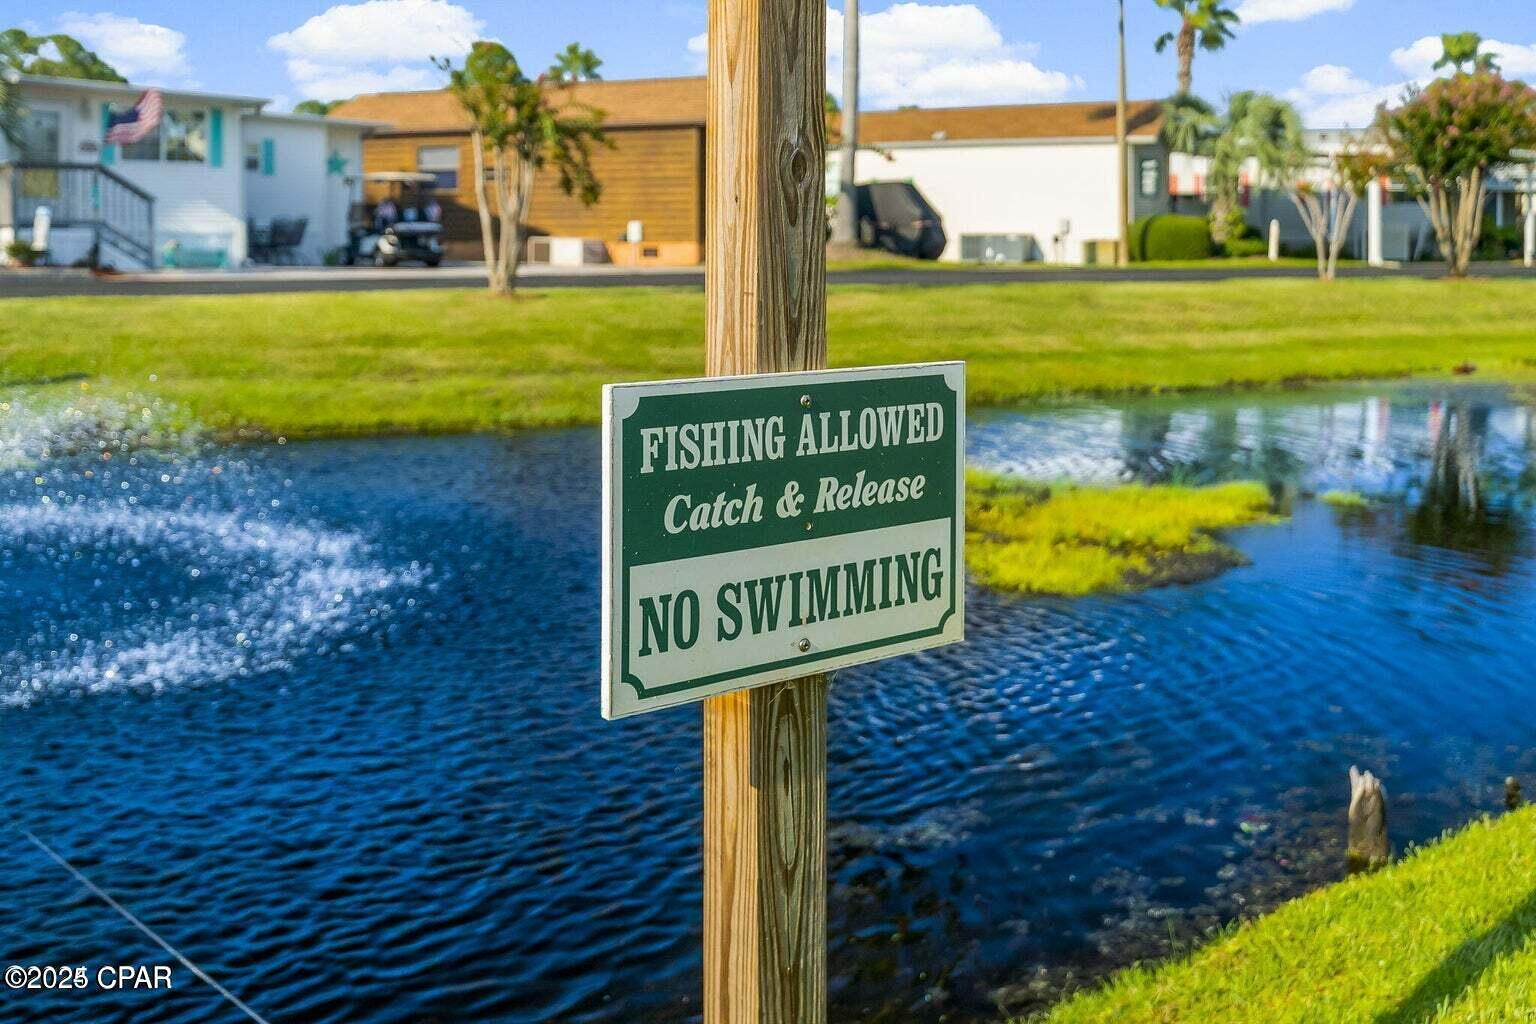 FISHING ALLOWED
Catch & Release
NO SWIMMING
©2025 CPAR